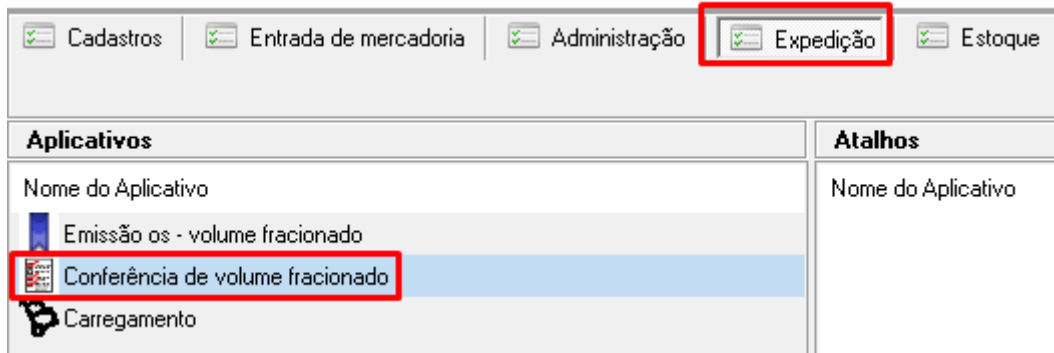 Cadastros Entrada de mercadoria Administração Expedição Estoque
Aplicativos Atalhos
Nome do Aplicativo Nome do Aplicativo
Emissão os - volume fracionado
Conferência de volume fracionado
Carregamento